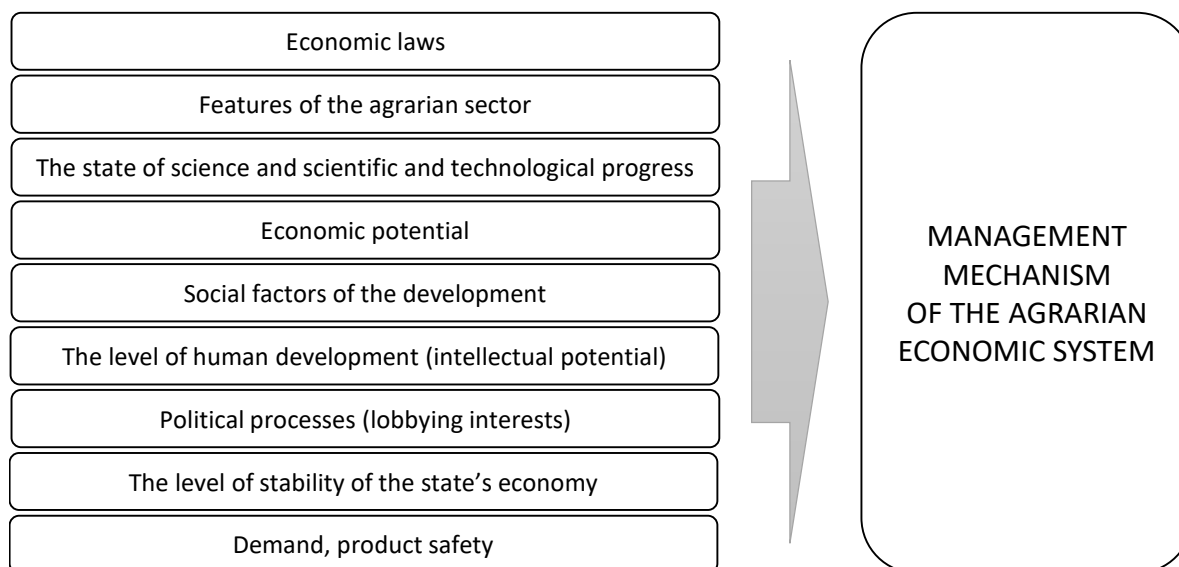 Economic laws
Features of the agrarian sector
The state of science and scientific and technological progress
Economic potential
Social factors of the development
The level of human development (intellectual potential)
Political processes (lobbying interests)
The level of stability of the state’s economy
Demand, product safety
MANAGEMENT
MECHANISM
OF THE AGRARIAN
ECONOMIC SYSTEM